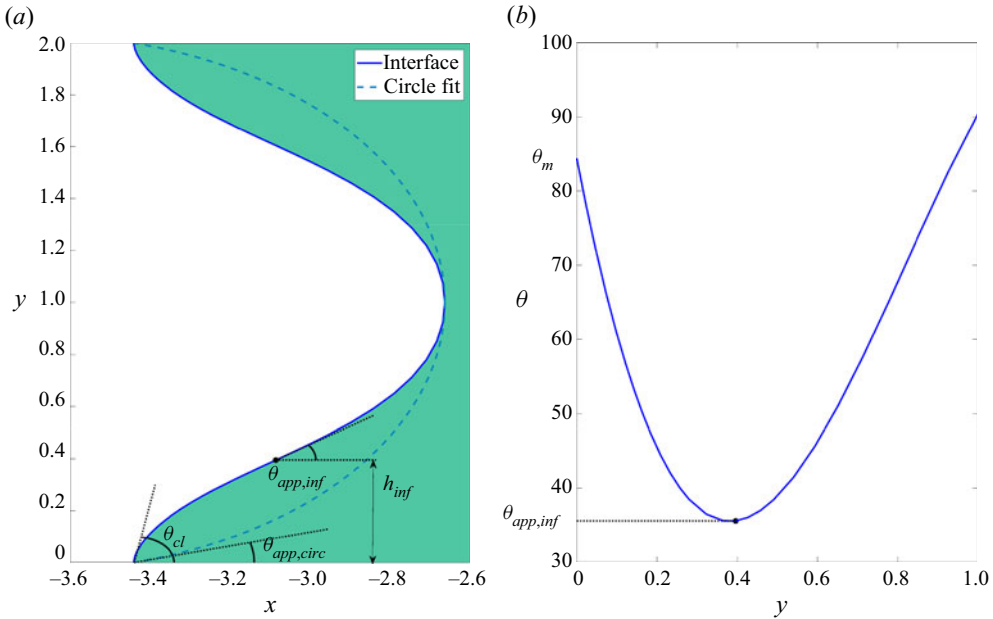 (a)
2.0
Interface
Circle fit
1.8
1.6
1.4
1.2
y 1.0
0.8
0.6
0.4
θapp,inf
hinf
0.2
θcl
θapp,circ
0
–3.6 –3.4 –3.2 –3.0 –2.8 –2.6
x
(b)
100
90
θm
80
70
θ
60
50
40
θapp,inf
30
0 0.2 0.4 0.6 0.8 1.0
y